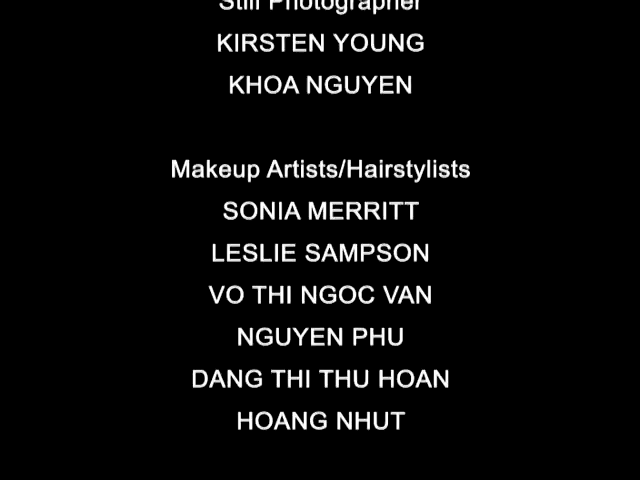 Still Photographer
KIRSTEN YOUNG
KHOA NGUYEN
Makeup Artists/Hairstylists
SONIA MERRITT
LESLIE SAMPSON
VO THI NGOC VAN
NGUYEN PHU
DANG THI THU HOAN
HOANG NHUT